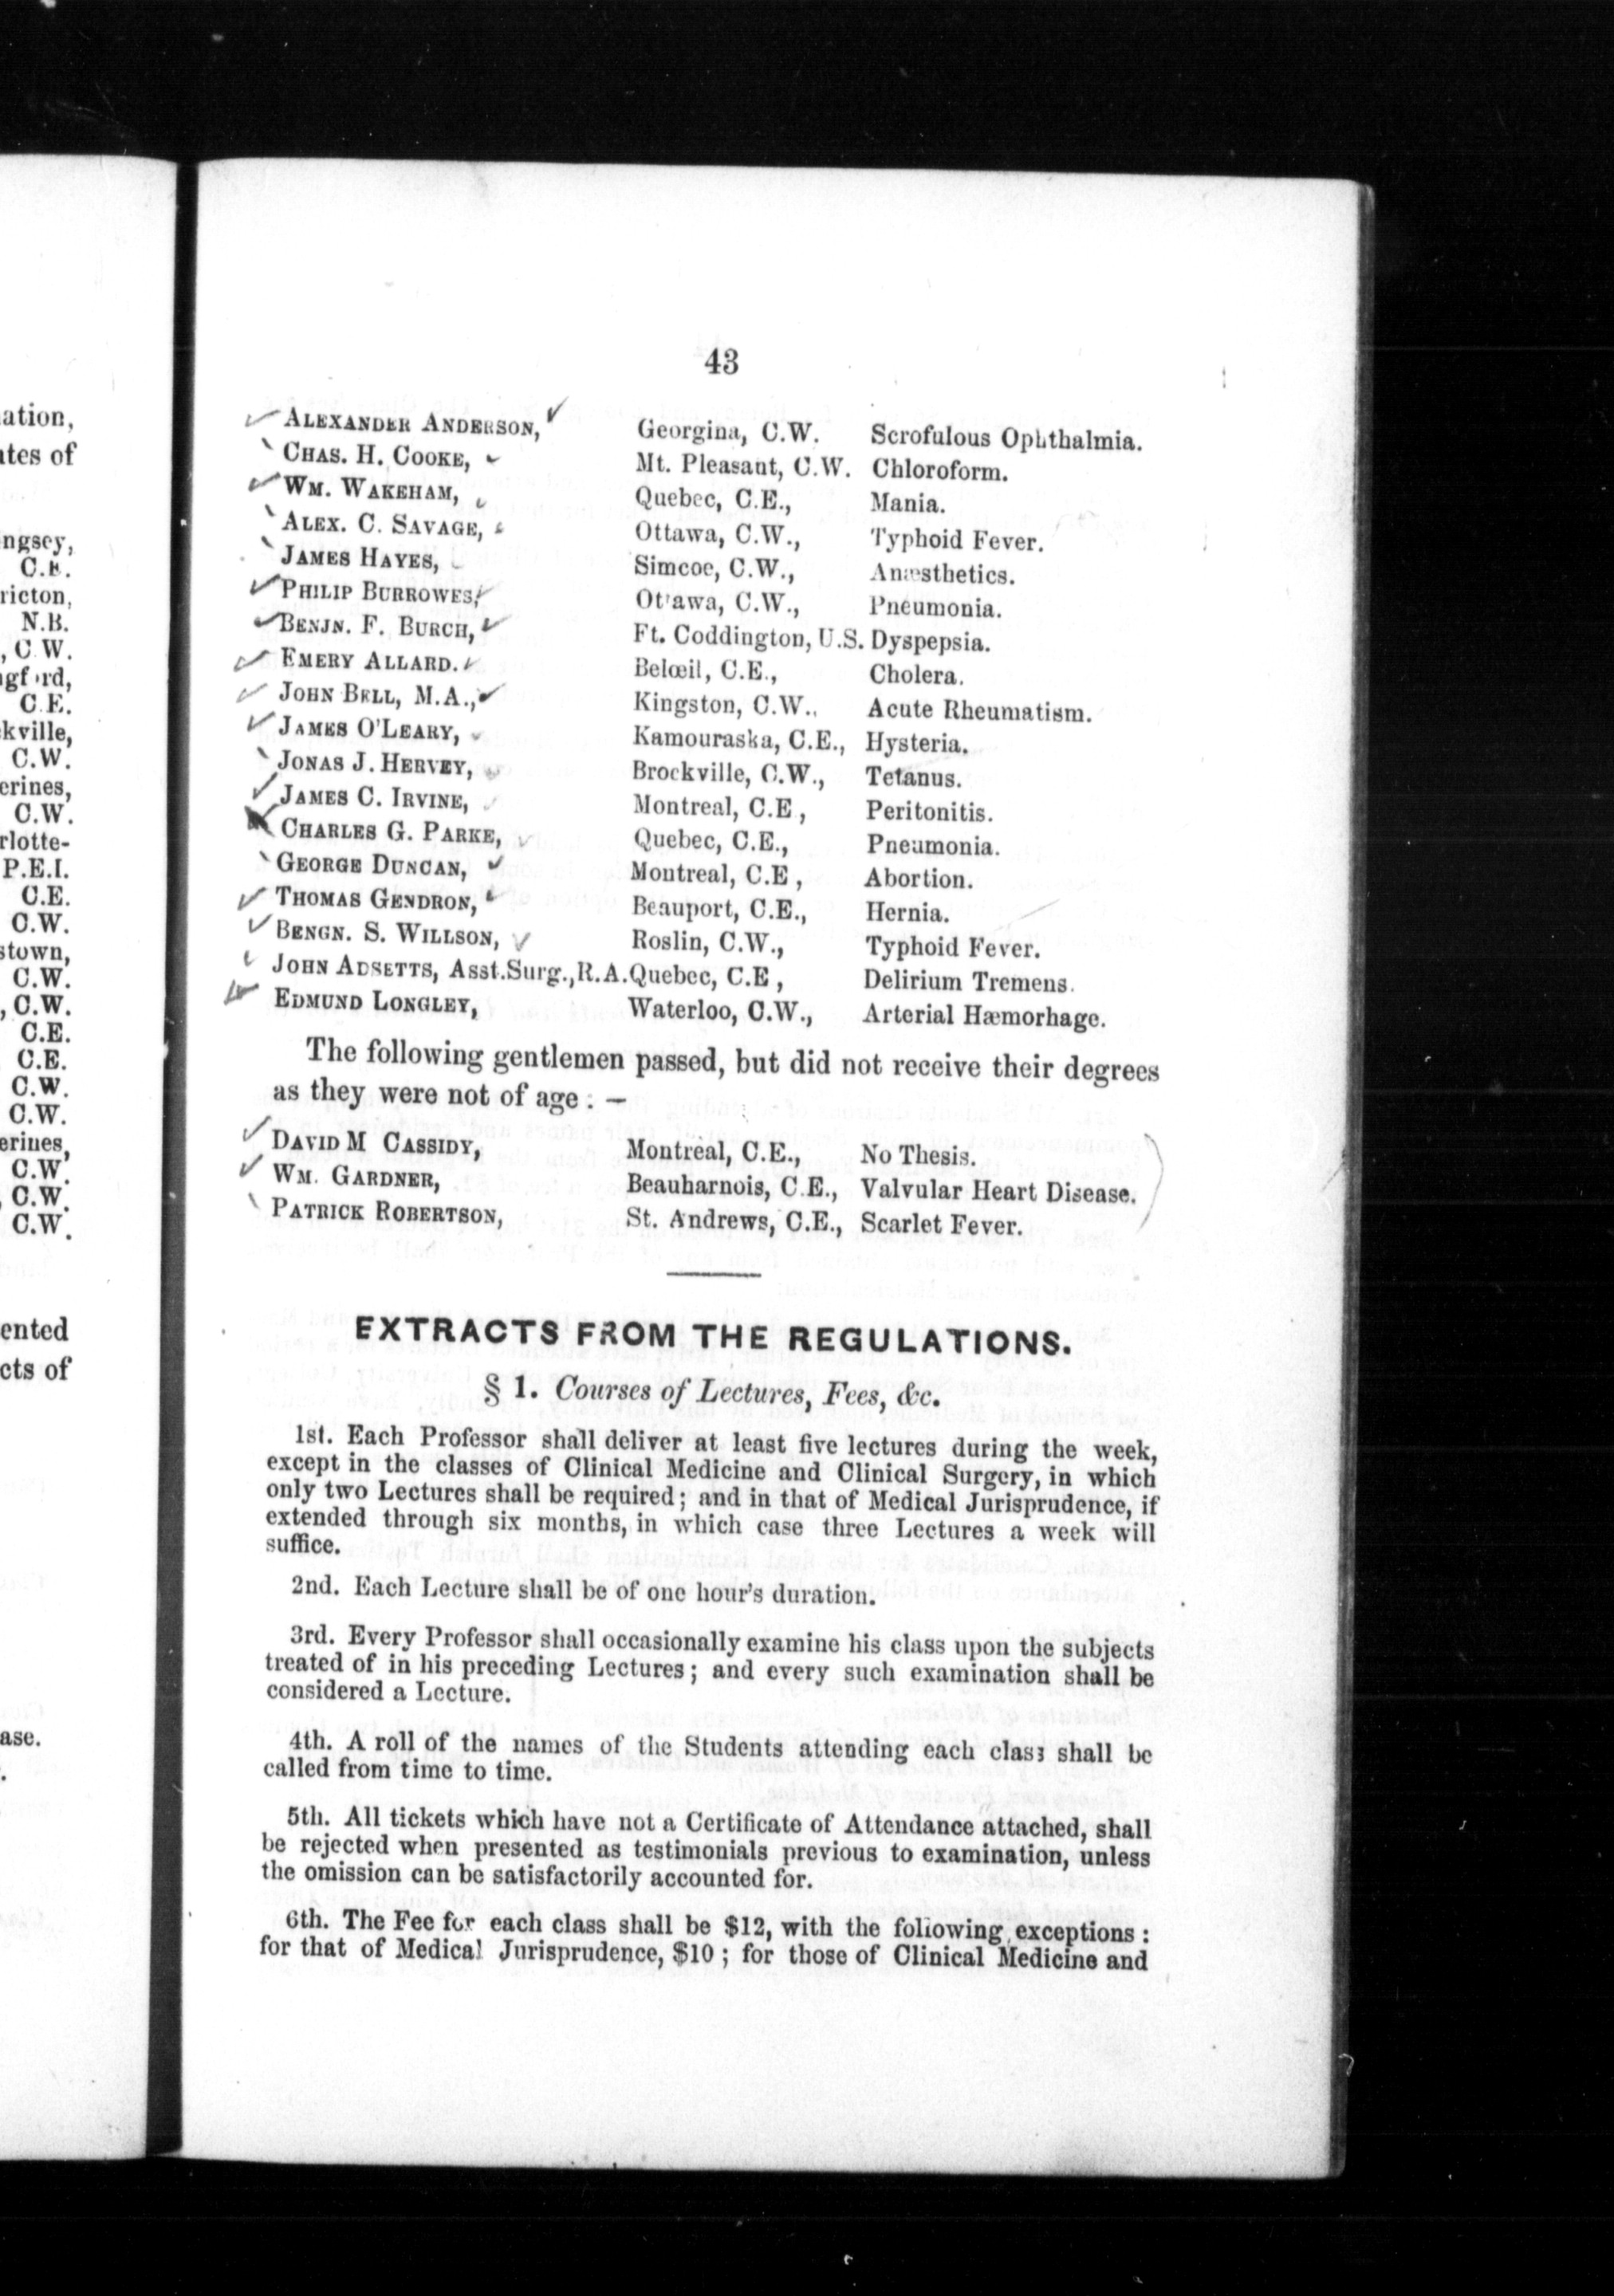 ation,
ates of
ngsey,
C.E.
ricton,
N.B.
, C W.
C.E.
kville,
C.W.
erines,
C.W.
rlotte-
P.E.I.
C.E.
C.W.
stown,
C.W.
, C.W.
C.E.
C.E.
C.W.
C.W.
erines,
C.W.
, C.W.
C.W.
ented
cts of
ase.
43
ALEXANDER ANDERSON, Georgina, C.W. Scrofulous Ophthalmia.
CHAS. H. COOKE, Mt. Pleasant, C.W. Chloroform.
WM. WAKEHAM, Quebec, C.E., Mania.
ALEX. C. SAVAGE, Ottawa, C.W., Typhoid Fever.
JAMES HAYES, Simcoe, C.W., Anæsthetics.
PHILIP BURROWES, Ottawa, C.W., Pneumonia.
BENJN. F. BURCH, Ft. Coddington, U.S. Dyspepsia.
EMERY ALLARD. Belœil, C.E., Cholera.
JOHN BELL, M.A., Kingston, C.W., Acute Rheumatism.
JAMES O'LEARY, Kamouraska, C.E., Hysteria.
JONAS J. HERVEY, Brockville, C.W., Tetanus.
JAMES C. IRVINE, Montreal, C.E , Peritonitis.
CHARLES G. PARKE, Quebec, C.E., Pneumonia.
GEORGE DUNCAN, Montreal, C.E , Abortion.
THOMAS GENDRON, Beauport, C.E., Hernia.
BENGN. S. WILLSON, Roslin, C.W., Typhoid Fever.
JOHN ADSETTS, Asst.Surg.,R.A. Quebec, C.E , Delirium Tremens.
EDMUND LONGLEY, Waterloo, C.W., Arterial Hæmorhage.
The following gentlemen passed, but did not receive their degrees
as they were not of age : —
DAVID M CASSIDY, Montreal, C.E., No Thesis.
WM. GARDNER, Beauharnois, C.E., Valvular Heart Disease.
PATRICK ROBERTSON, St. Andrews, C.E., Scarlet Fever.
EXTRACTS FROM THE REGULATIONS.
§ 1. Courses of Lectures, Fees, &c.
1st. Each Professor shall deliver at least five lectures during the week,
except in the classes of Clinical Medicine and Clinical Surgery, in which
only two Lectures shall be required; and in that of Medical Jurisprudence, if
extended through six months, in which case three Lectures a week will
suffice.
2nd. Each Lecture shall be of one hour's duration.
3rd. Every Professor shall occasionally examine his class upon the subjects
treated of in his preceding Lectures; and every such examination shall be
considered a Lecture.
4th. A roll of the names of the Students attending each class shall be
called from time to time.
5th. All tickets which have not a Certificate of Attendance attached, shall
be rejected when presented as testimonials previous to examination, unless
the omission can be satisfactorily accounted for.
6th. The Fee for each class shall be $12, with the following exceptions :
for that of Medical Jurisprudence, $10 ; for those of Clinical Medicine and